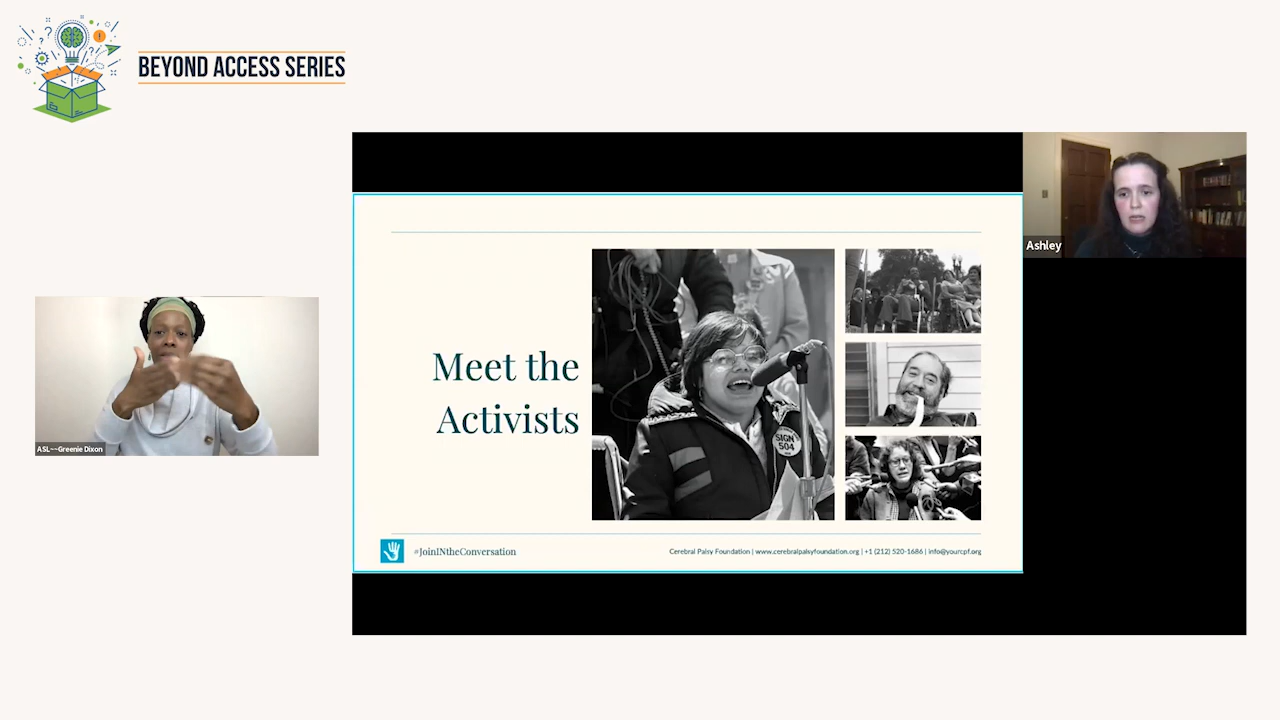 BEYOND ACCESS SERIES
Ashley
Meet the
Activists
SIGN
504
ASL~~Greenie Dixon
#JoinINtheConversation
Cerebral Palsy Foundation | www.cerebralpalsyfoundation.org | +1 (212) 520-1686 | info@yourcpf.org